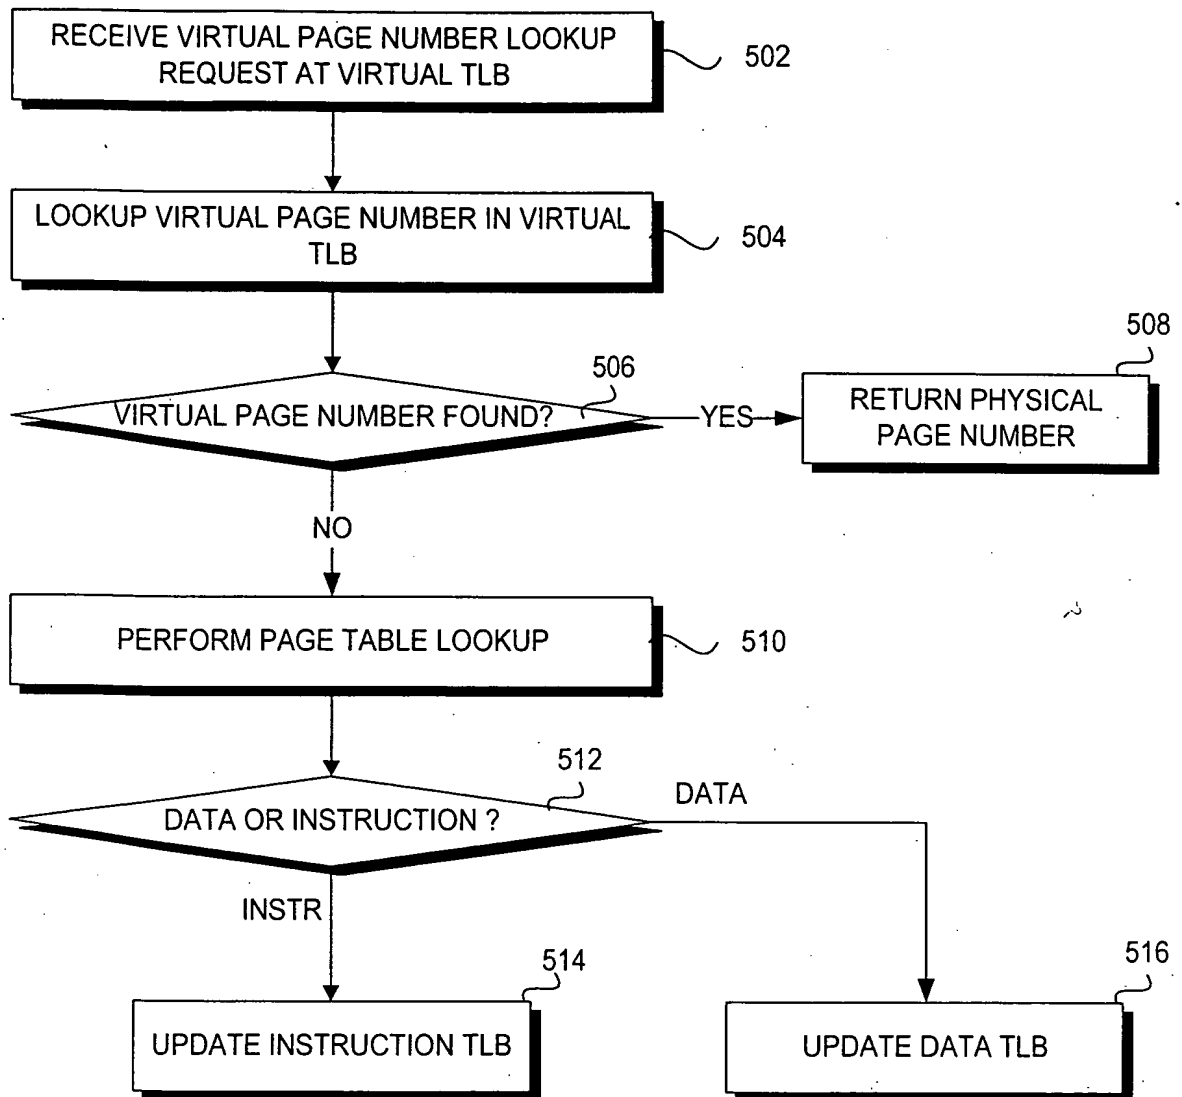 RECEIVE VIRTUAL PAGE NUMBER LOOKUP
REQUEST AT VIRTUAL TLB
502
LOOKUP VIRTUAL PAGE NUMBER IN VIRTUAL
TLB
504
506
VIRTUAL PAGE NUMBER FOUND?
YES
508
RETURN PHYSICAL
PAGE NUMBER
NO
PERFORM PAGE TABLE LOOKUP
510
512
DATA OR INSTRUCTION ?
DATA
INSTR
514
UPDATE INSTRUCTION TLB
516
UPDATE DATA TLB